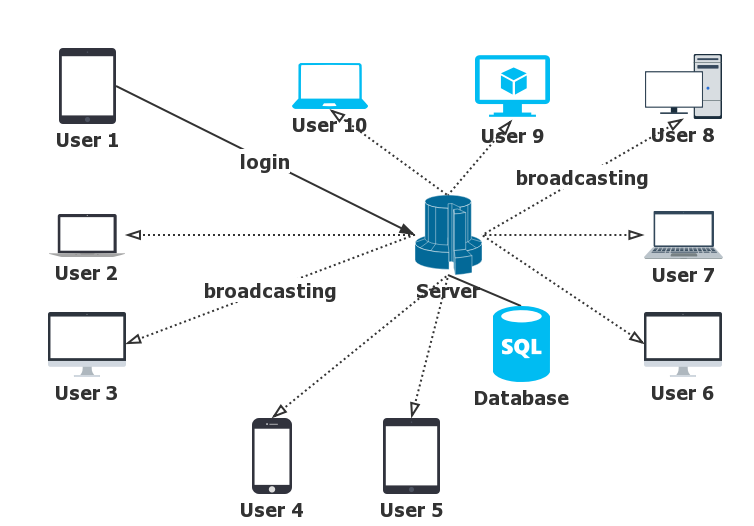 User 1
User 10
User 9
User 8
login
broadcasting
User 2
broadcasting
Server
User 7
User 3
SQL
Database
User 6
User 4
User 5